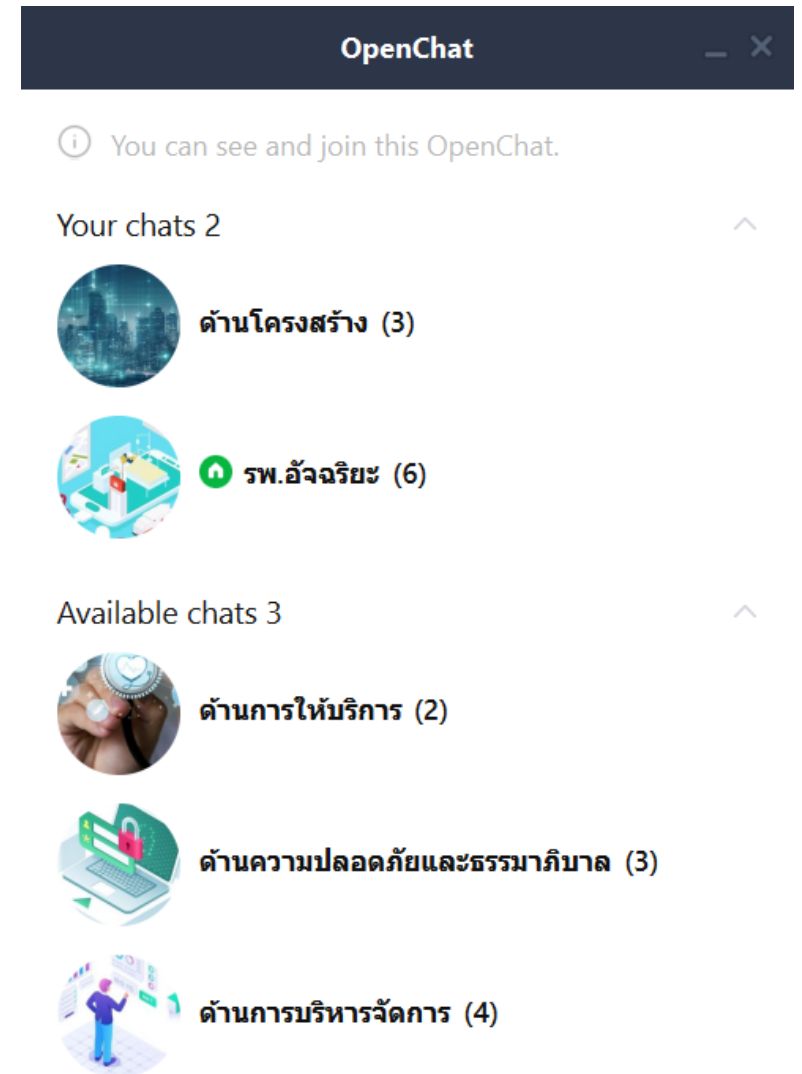 OpenChat
You can see and join this OpenChat.
Your chats 2
ด้านโครงสร้าง (3)
รพ.อัจฉริยะ (6)
Available chats 3
ด้านการให้บริการ (2)
ด้านความปลอดภัยและธรรมาภิบาล (3)
ด้านการบริหารจัดการ (4)